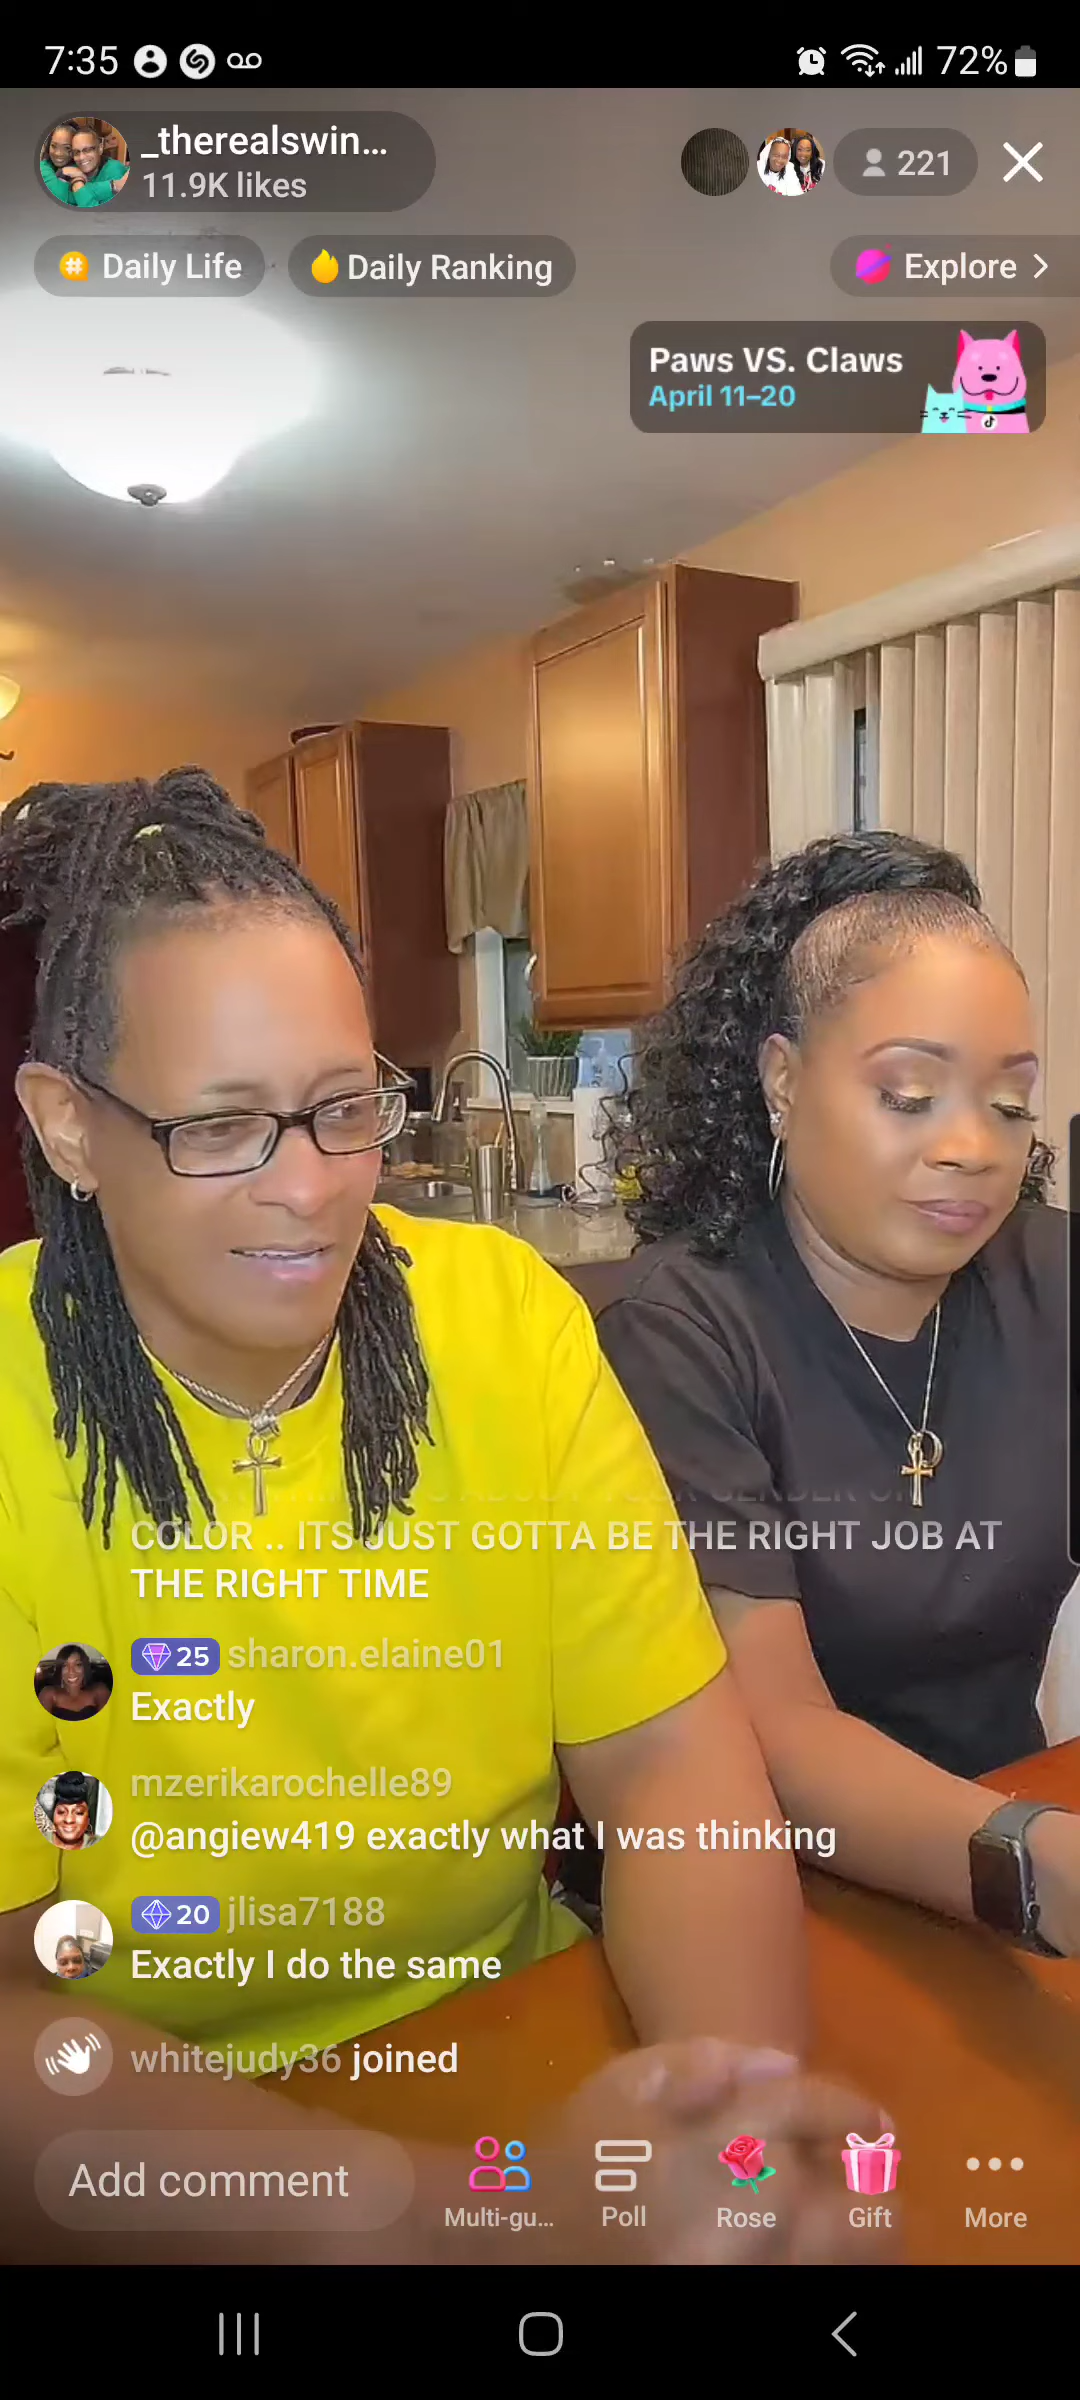 7:35
72%
_therealswin...
11.9K likes
221
Daily Life
Daily Ranking
Explore
Paws VS. Claws
April 11–20
COLOR .. ITS JUST GOTTA BE THE RIGHT JOB AT
THE RIGHT TIME
25 sharon.elaine01
Exactly
mzerikarochelle89
@angiew419 exactly what I was thinking
20 jlisa7188
Exactly I do the same
whitejudy36 joined
Add comment
Multi-gu...
Poll
Rose
Gift
More